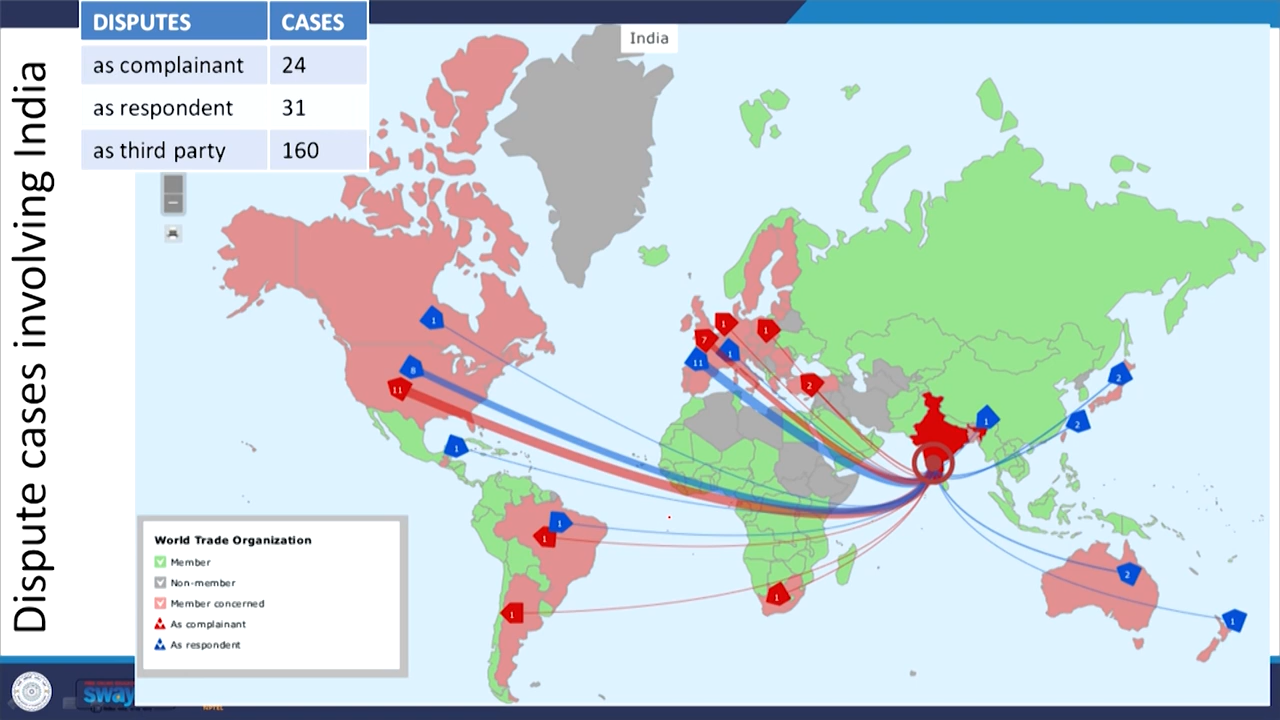 DISPUTES CASES
as complainant 24
as respondent 31
as third party 160
Dispute cases involving India
India
1
8
11
1
1
1
1
1
7
11
1
1
2
1
1
2
2
2
1
World Trade Organization
Member
Non-member
Member concerned
As complainant
As respondent
swaya
NPTEL